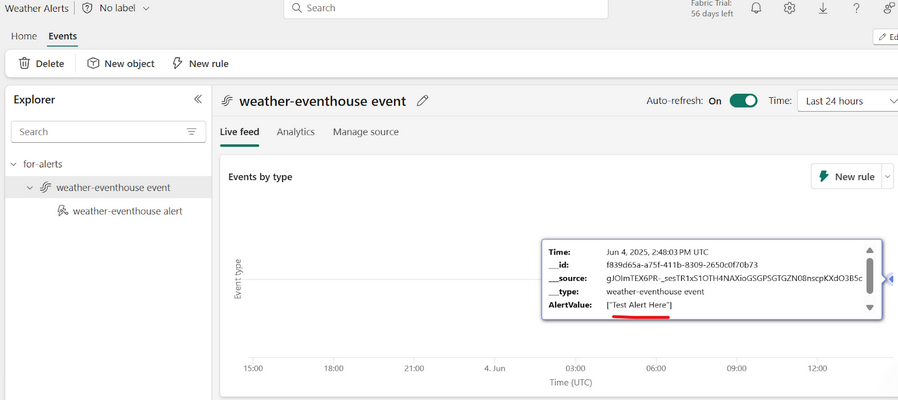 Weather Alerts | No label
Search
Fabric Trial:
56 days left
Home Events
Ed
Delete New object New rule
Explorer
Search
for-alerts
weather-eventhouse event
weather-eventhouse alert
weather-eventhouse event
Auto-refresh: On Time: Last 24 hours
Live feed Analytics Manage source
Events by type
New rule
Event type
Time: Jun 4, 2025, 2:48:03 PM UTC
__id: f839d65a-a75f-411b-8309-2650c0f70b73
__source:
__type: weather-eventhouse event
AlertValue: ["Test Alert Here"]
15:00 18:00 21:00 4. Jun 03:00 06:00 09:00 12:00
Time (UTC)